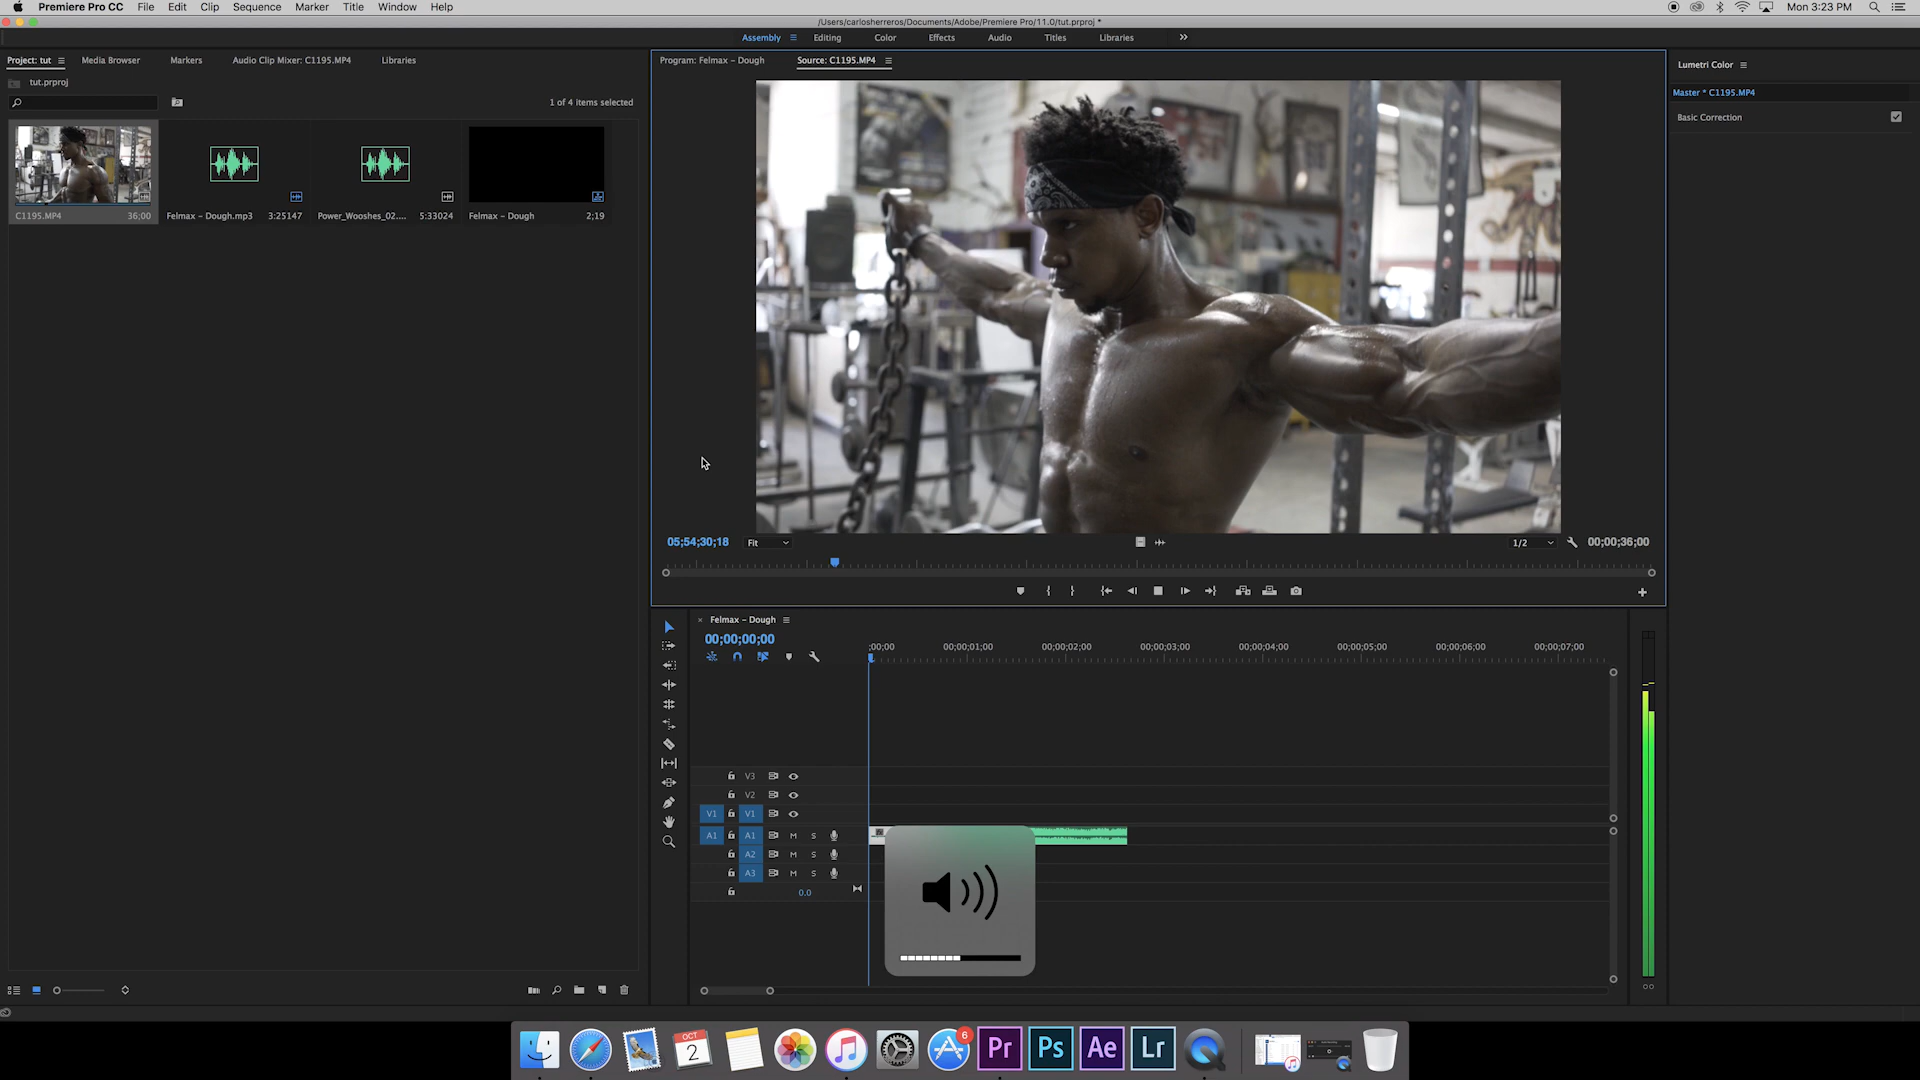 Premiere Pro CC File Edit Clip Sequence Marker Title Window Help Mon 3:23 PM
/Users/carlosherreros/Documents/Adobe/Premiere Pro/11.0/tut.prproj *
Assembly Editing Color Effects Audio Titles Libraries
Project: tut Media Browser Markers Audio Clip Mixer: C1195.MP4 Libraries
Program: Felmax - Dough Source: C1195.MP4
Lumetri Color
tut.prproj
Master * C1195.MP4
1 of 4 items selected
Basic Correction
C1195.MP4 36;00
Felmax - Dough.mp3 3:25147
Power_Wooshes_02.... 5:33024
Felmax - Dough 2;19
05;54;30;18 Fit 1/2 00;00;36;00
Felmax - Dough
00;00;00;00
;00;00 00;00;01;00 00;00;02;00 00;00;03;00 00;00;04;00 00;00;05;00 00;00;06;00 00;00;07;00
V3
V2
V1 V1
A1 A1 M S
A2 M S
A3 M S
0.0
OCT
2
6
Pr Ps Ae Lr